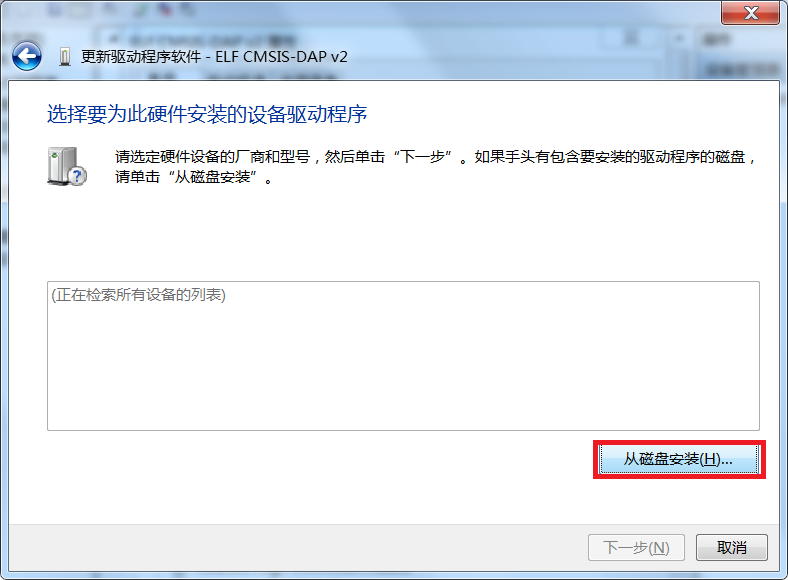 更新驱动程序软件 - ELF CMSIS-DAP v2
选择要为此硬件安装的设备驱动程序
请选定硬件设备的厂商和型号，然后单击“下一步”。如果手头有包含要安装的驱动程序的磁盘，
请单击“从磁盘安装”。
(正在检索所有设备的列表)
从磁盘安装(H)...
下一步(N)
取消